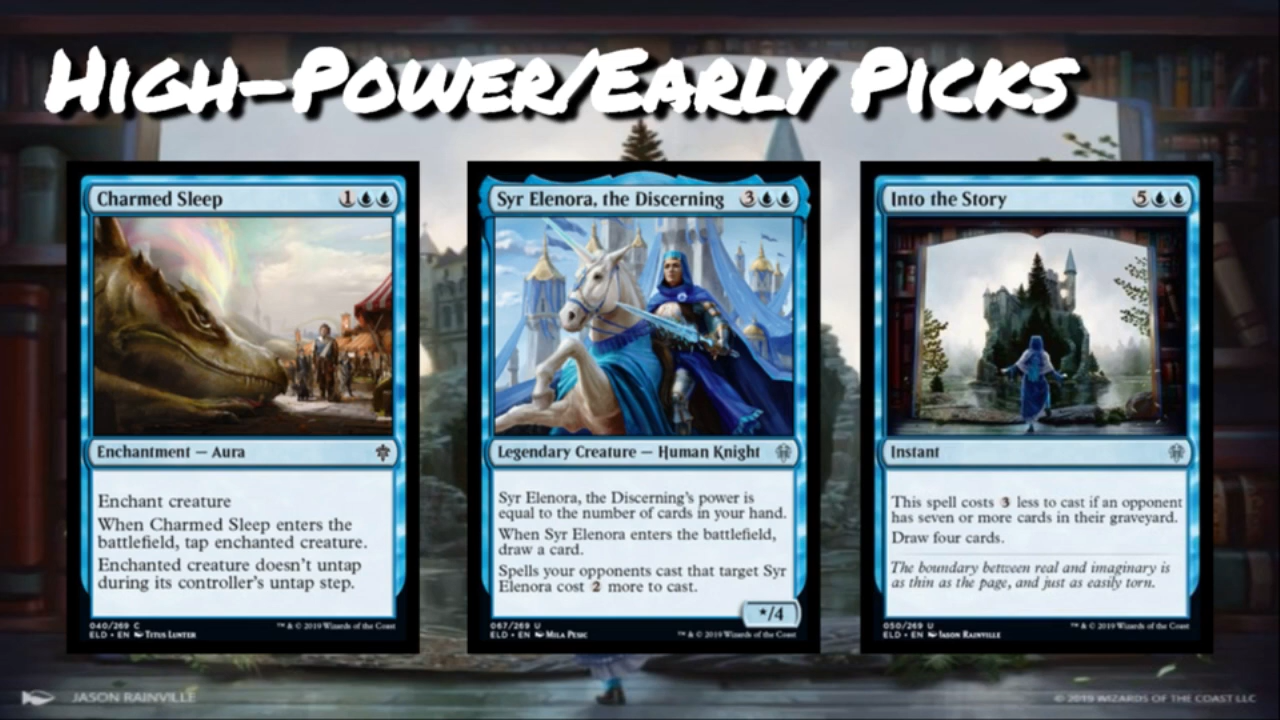 High-Power/Early Picks
Charmed Sleep 1
Enchantment — Aura
Enchant creature
When Charmed Sleep enters the
battlefield, tap enchanted creature.
Enchanted creature doesn't untap
during its controller's untap step.
040/269 C
ELD • EN Titus Lunter
™ & © 2019 Wizards of the Coast
Syr Elenora, the Discerning 3
Legendary Creature — Human Knight
Syr Elenora, the Discerning's power is
equal to the number of cards in your hand.
When Syr Elenora enters the battlefield,
draw a card.
Spells your opponents cast that target Syr
Elenora cost 2 more to cast.
*/4
067/269 U
ELD • EN Mila Pesic
™ & © 2019 Wizards of the Coast
Into the Story 5
Instant
This spell costs 3 less to cast if an opponent
has seven or more cards in their graveyard.
Draw four cards.
The boundary between real and imaginary is
as thin as the page, and just as easily torn.
050/269 U
ELD • EN Jason Rainville
™ & © 2019 Wizards of the Coast
JASON RAINVILLE
© 2019 WIZARDS OF THE COAST LLC